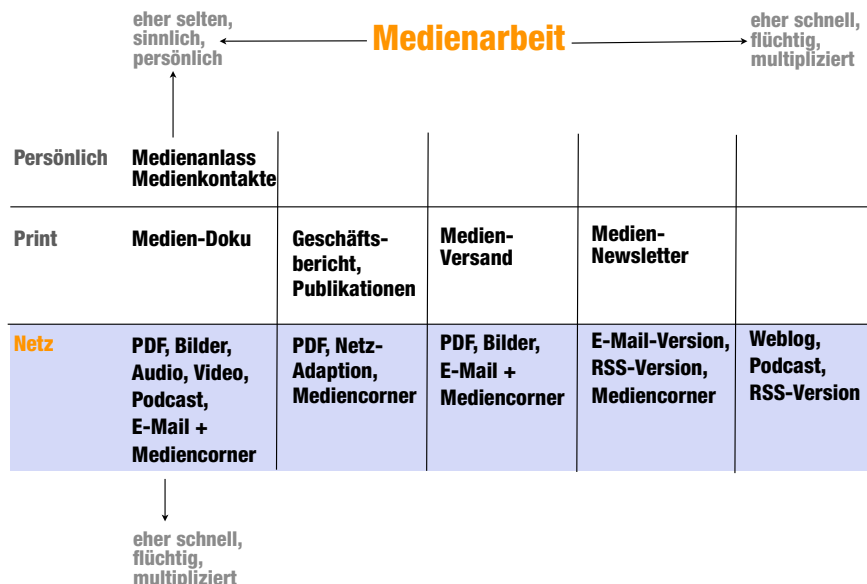 eher selten,
sinnlich,
persönlich
Medienarbeit
eher schnell,
flüchtig,
multipliziert
Persönlich
Medienanlass
Medienkontakte
Print
Medien-Doku
Geschäfts-
bericht,
Publikationen
Medien-
Versand
Medien-
Newsletter
Netz
PDF, Bilder,
Audio, Video,
Podcast,
E-Mail +
Mediencorner
PDF, Netz-
Adaption,
Mediencorner
PDF, Bilder,
E-Mail +
Mediencorner
E-Mail-Version,
RSS-Version,
Mediencorner
Weblog,
Podcast,
RSS-Version
eher schnell,
flüchtig,
multipliziert